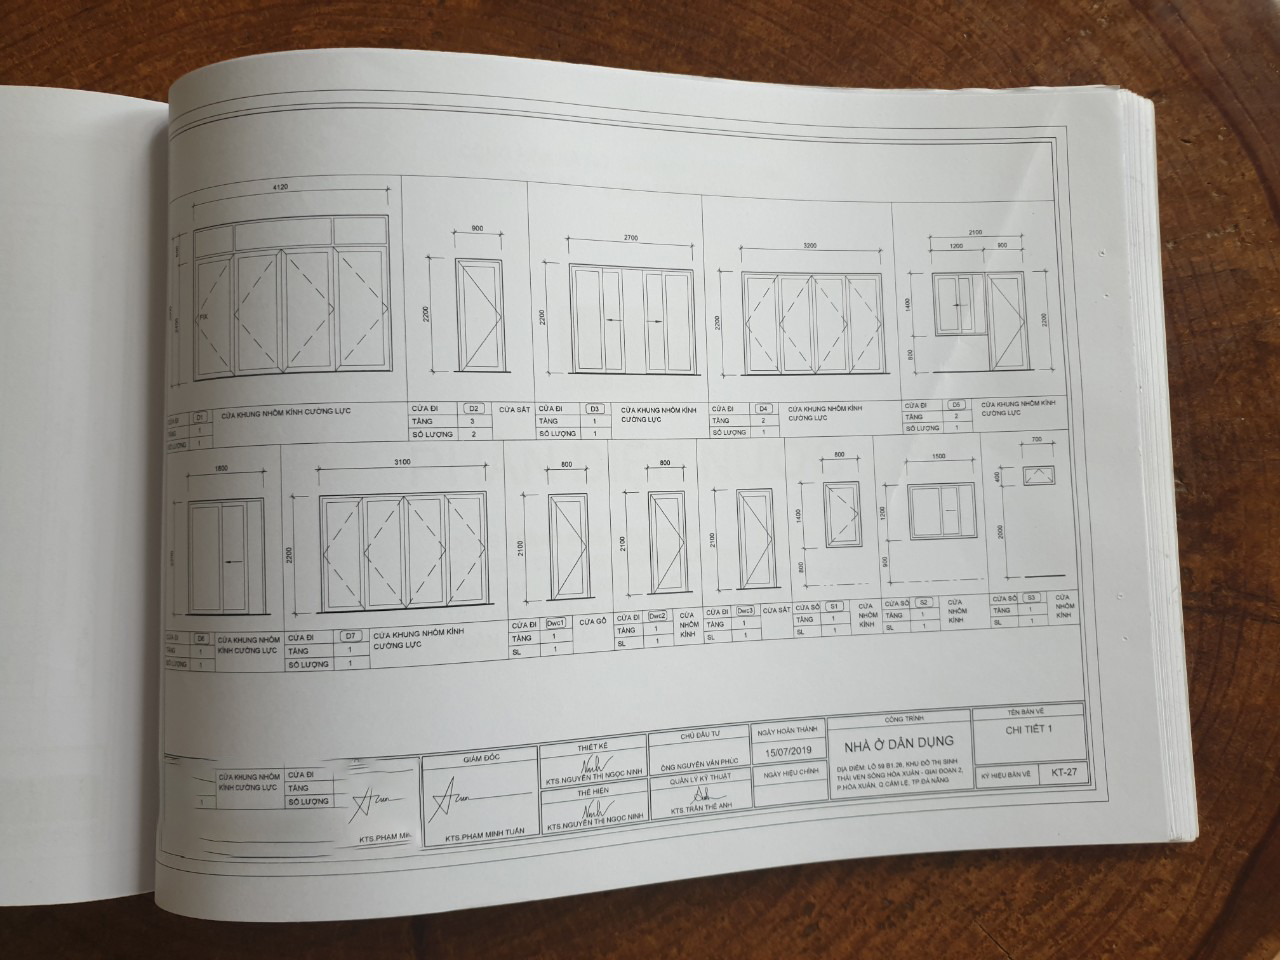 4120
FIX
CỬA ĐI D1 CỬA KHUNG NHÔM KÍNH CƯỜNG LỰC
TẦNG 1
SỐ LƯỢNG 1
900
2200
CỬA ĐI D2 CỬA SẮT
TẦNG 3
SỐ LƯỢNG 2
2700
2200
CỬA ĐI D3 CỬA KHUNG NHÔM KÍNH
CƯỜNG LỰC
TẦNG 1
SỐ LƯỢNG 1
3200
2200
CỬA ĐI D4 CỬA KHUNG NHÔM KÍNH
CƯỜNG LỰC
TẦNG 2
SỐ LƯỢNG 1
2100
1200 900
1400
800
2200
CỬA ĐI D5 CỬA KHUNG NHÔM KÍNH
CƯỜNG LỰC
TẦNG 2
SỐ LƯỢNG 1
1800
CỬA ĐI D6 CỬA KHUNG NHÔM
KÍNH CƯỜNG LỰC
TẦNG 1
SỐ LƯỢNG 1
3100
2200
CỬA ĐI D7 CỬA KHUNG NHÔM KÍNH
CƯỜNG LỰC
TẦNG 1
SỐ LƯỢNG 1
800
2100
CỬA ĐI Dwc1 CỬA GỖ
TẦNG 1
SL 1
800
2100
CỬA ĐI Dwc2 CỬA
NHÔM
KÍNH
TẦNG 1
SL 1
2100
CỬA ĐI Dwc3 CỬA SẮT
TẦNG 1
SL 1
800
1400
800
CỬA SỔ S1 CỬA
NHÔM
KÍNH
TẦNG 1
SL 1
1500
1200
900
CỬA SỔ S2 CỬA
NHÔM
KÍNH
TẦNG 1
SL 1
700
400
2000
CỬA SỔ S3 CỬA
NHÔM
KÍNH
TẦNG 1
SL 1
CỬA KHUNG NHÔM
KÍNH CƯỜNG LỰC
1
CỬA ĐI
TẦNG
SỐ LƯỢNG
KTS.PHẠM MI
GIÁM ĐỐC
KTS.PHẠM MINH TUẤN
THIẾT KẾ
Ninh
KTS.NGUYỄN THỊ NGỌC NINH
THỂ HIỆN
Ninh
KTS.NGUYỄN THỊ NGỌC NINH
CHỦ ĐẦU TƯ
ÔNG NGUYỄN VĂN PHÚC
QUẢN LÝ KỸ THUẬT
Anh
KTS.TRẦN THẾ ANH
NGÀY HOÀN THÀNH
15/07/2019
NGÀY HIỆU CHỈNH
CÔNG TRÌNH
NHÀ Ở DÂN DỤNG
ĐỊA ĐIỂM: LÔ 59 B1.26, KHU ĐÔ THỊ SINH
THÁI VEN SÔNG HÒA XUÂN - GIAI ĐOẠN 2,
P.HÒA XUÂN, Q CẨM LỆ, TP.ĐÀ NẴNG
TÊN BẢN VẼ
CHI TIẾT 1
KÝ HIỆU BẢN VẼ KT-27